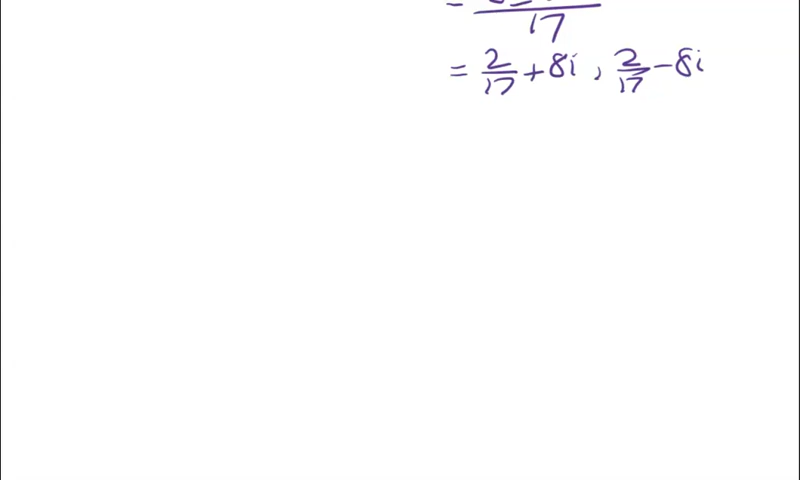 17
= 2/17 + 8i , 2/17 - 8i